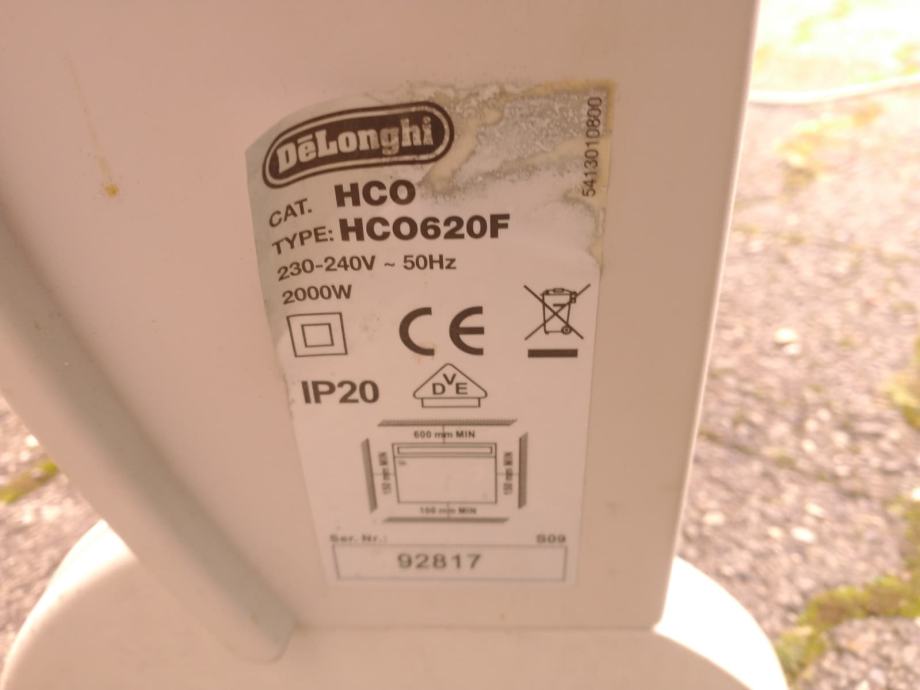 DēLonghi
5413010800
CAT. HCO
TYPE: HCO620F
230-240V ~ 50Hz
2000W
CE
IP20
DVE
600 mm MIN
150 mm MIN
150 mm MIN
150 mm MIN
Ser. Nr.: S09
92817